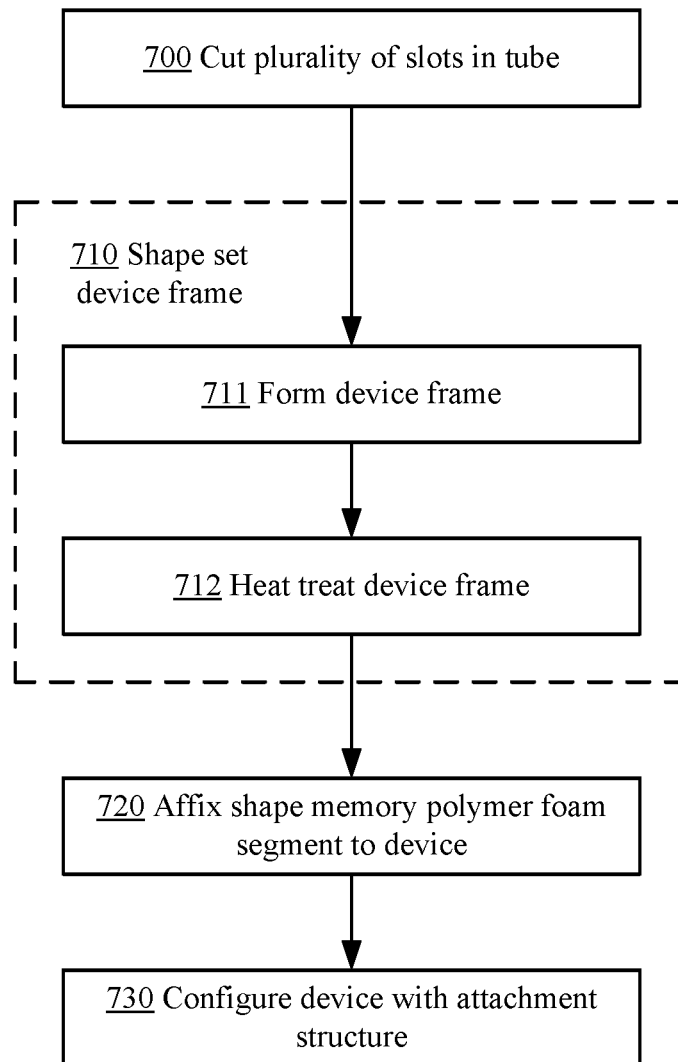 700 Cut plurality of slots in tube
710 Shape set
device frame
711 Form device frame
712 Heat treat device frame
720 Affix shape memory polymer foam
segment to device
730 Configure device with attachment
structure